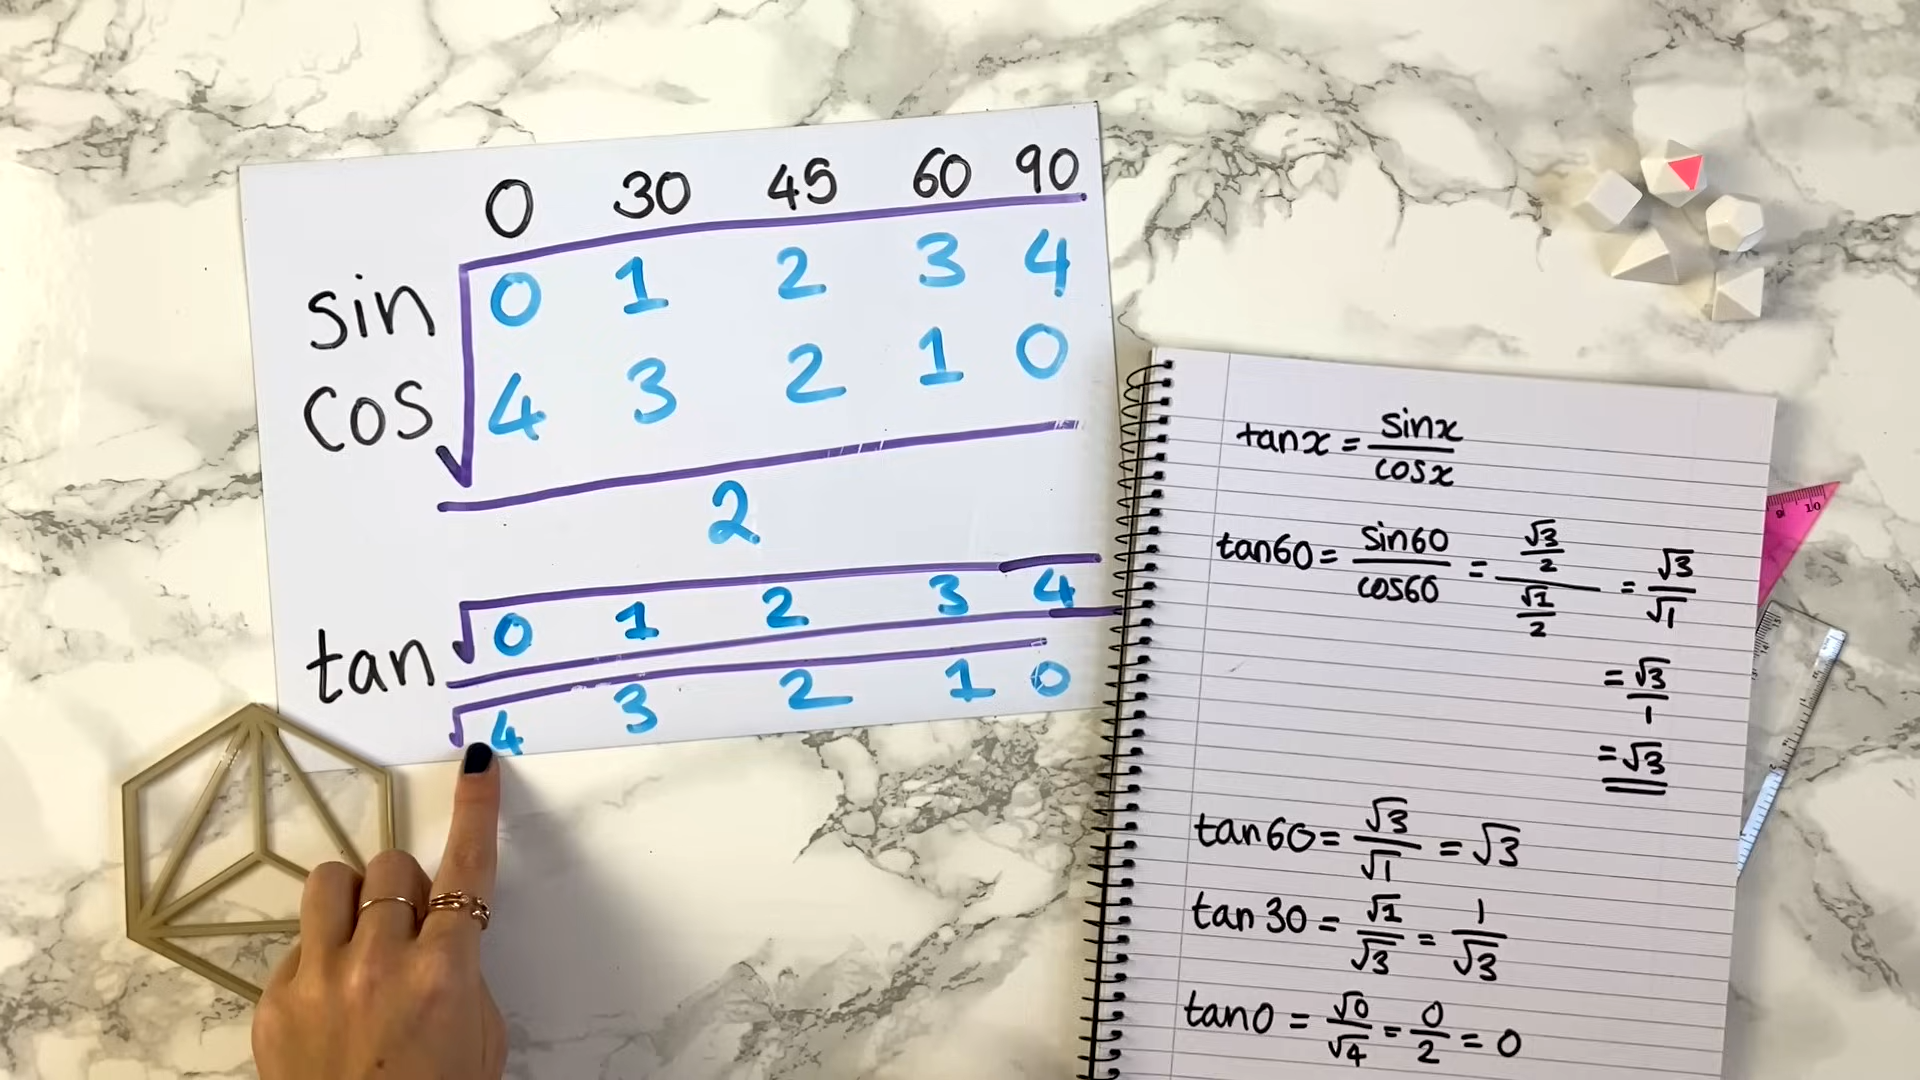 0 30 45 60 90
sin √0 1 2 3 4
cos 4 3 2 1 0
2
tan √0 1 2 3 4
√4 3 2 1 0
tanx = sinx/cosx
tan60 = sin60/cos60 = (√3/2)/(√1/2) = √3/√1
= √3/1
= √3
tan60 = √3/√1 = √3
tan30 = √1/√3 = 1/√3
tan0 = √0/√4 = 0/2 = 0
9 10